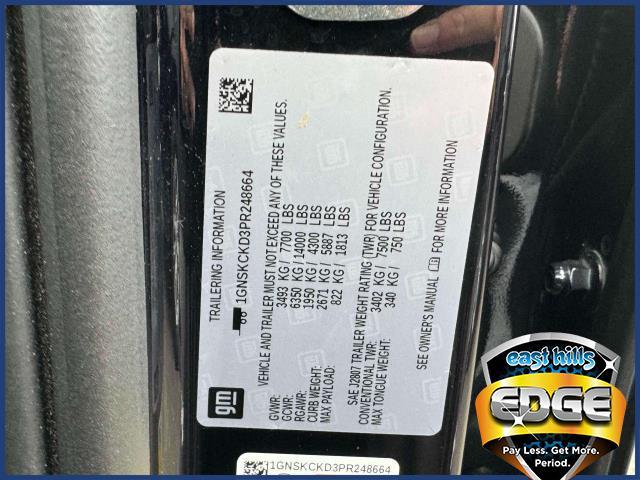 TRAILERING INFORMATION
1GNSKCKD3PR248664
VEHICLE AND TRAILER MUST NOT EXCEED ANY OF THESE VALUES.
GVWR: 3493 KG / 7700 LBS
GCWR: 6350 KG / 14000 LBS
RGAWR: 1950 KG / 4300 LBS
CURB WEIGHT: 2671 KG / 5887 LBS
MAX PAYLOAD: 822 KG / 1813 LBS
SAE J2807 TRAILER WEIGHT RATING (TWR) FOR VEHICLE CONFIGURATION.
CONVENTIONAL TWR: 3402 KG / 7500 LBS
MAX TONGUE WEIGHT: 340 KG / 750 LBS
SEE OWNER'S MANUAL FOR MORE INFORMATION
gm
1GNSKCKD3PR248664
east hills
EDGE
Pay Less. Get More.
Period.